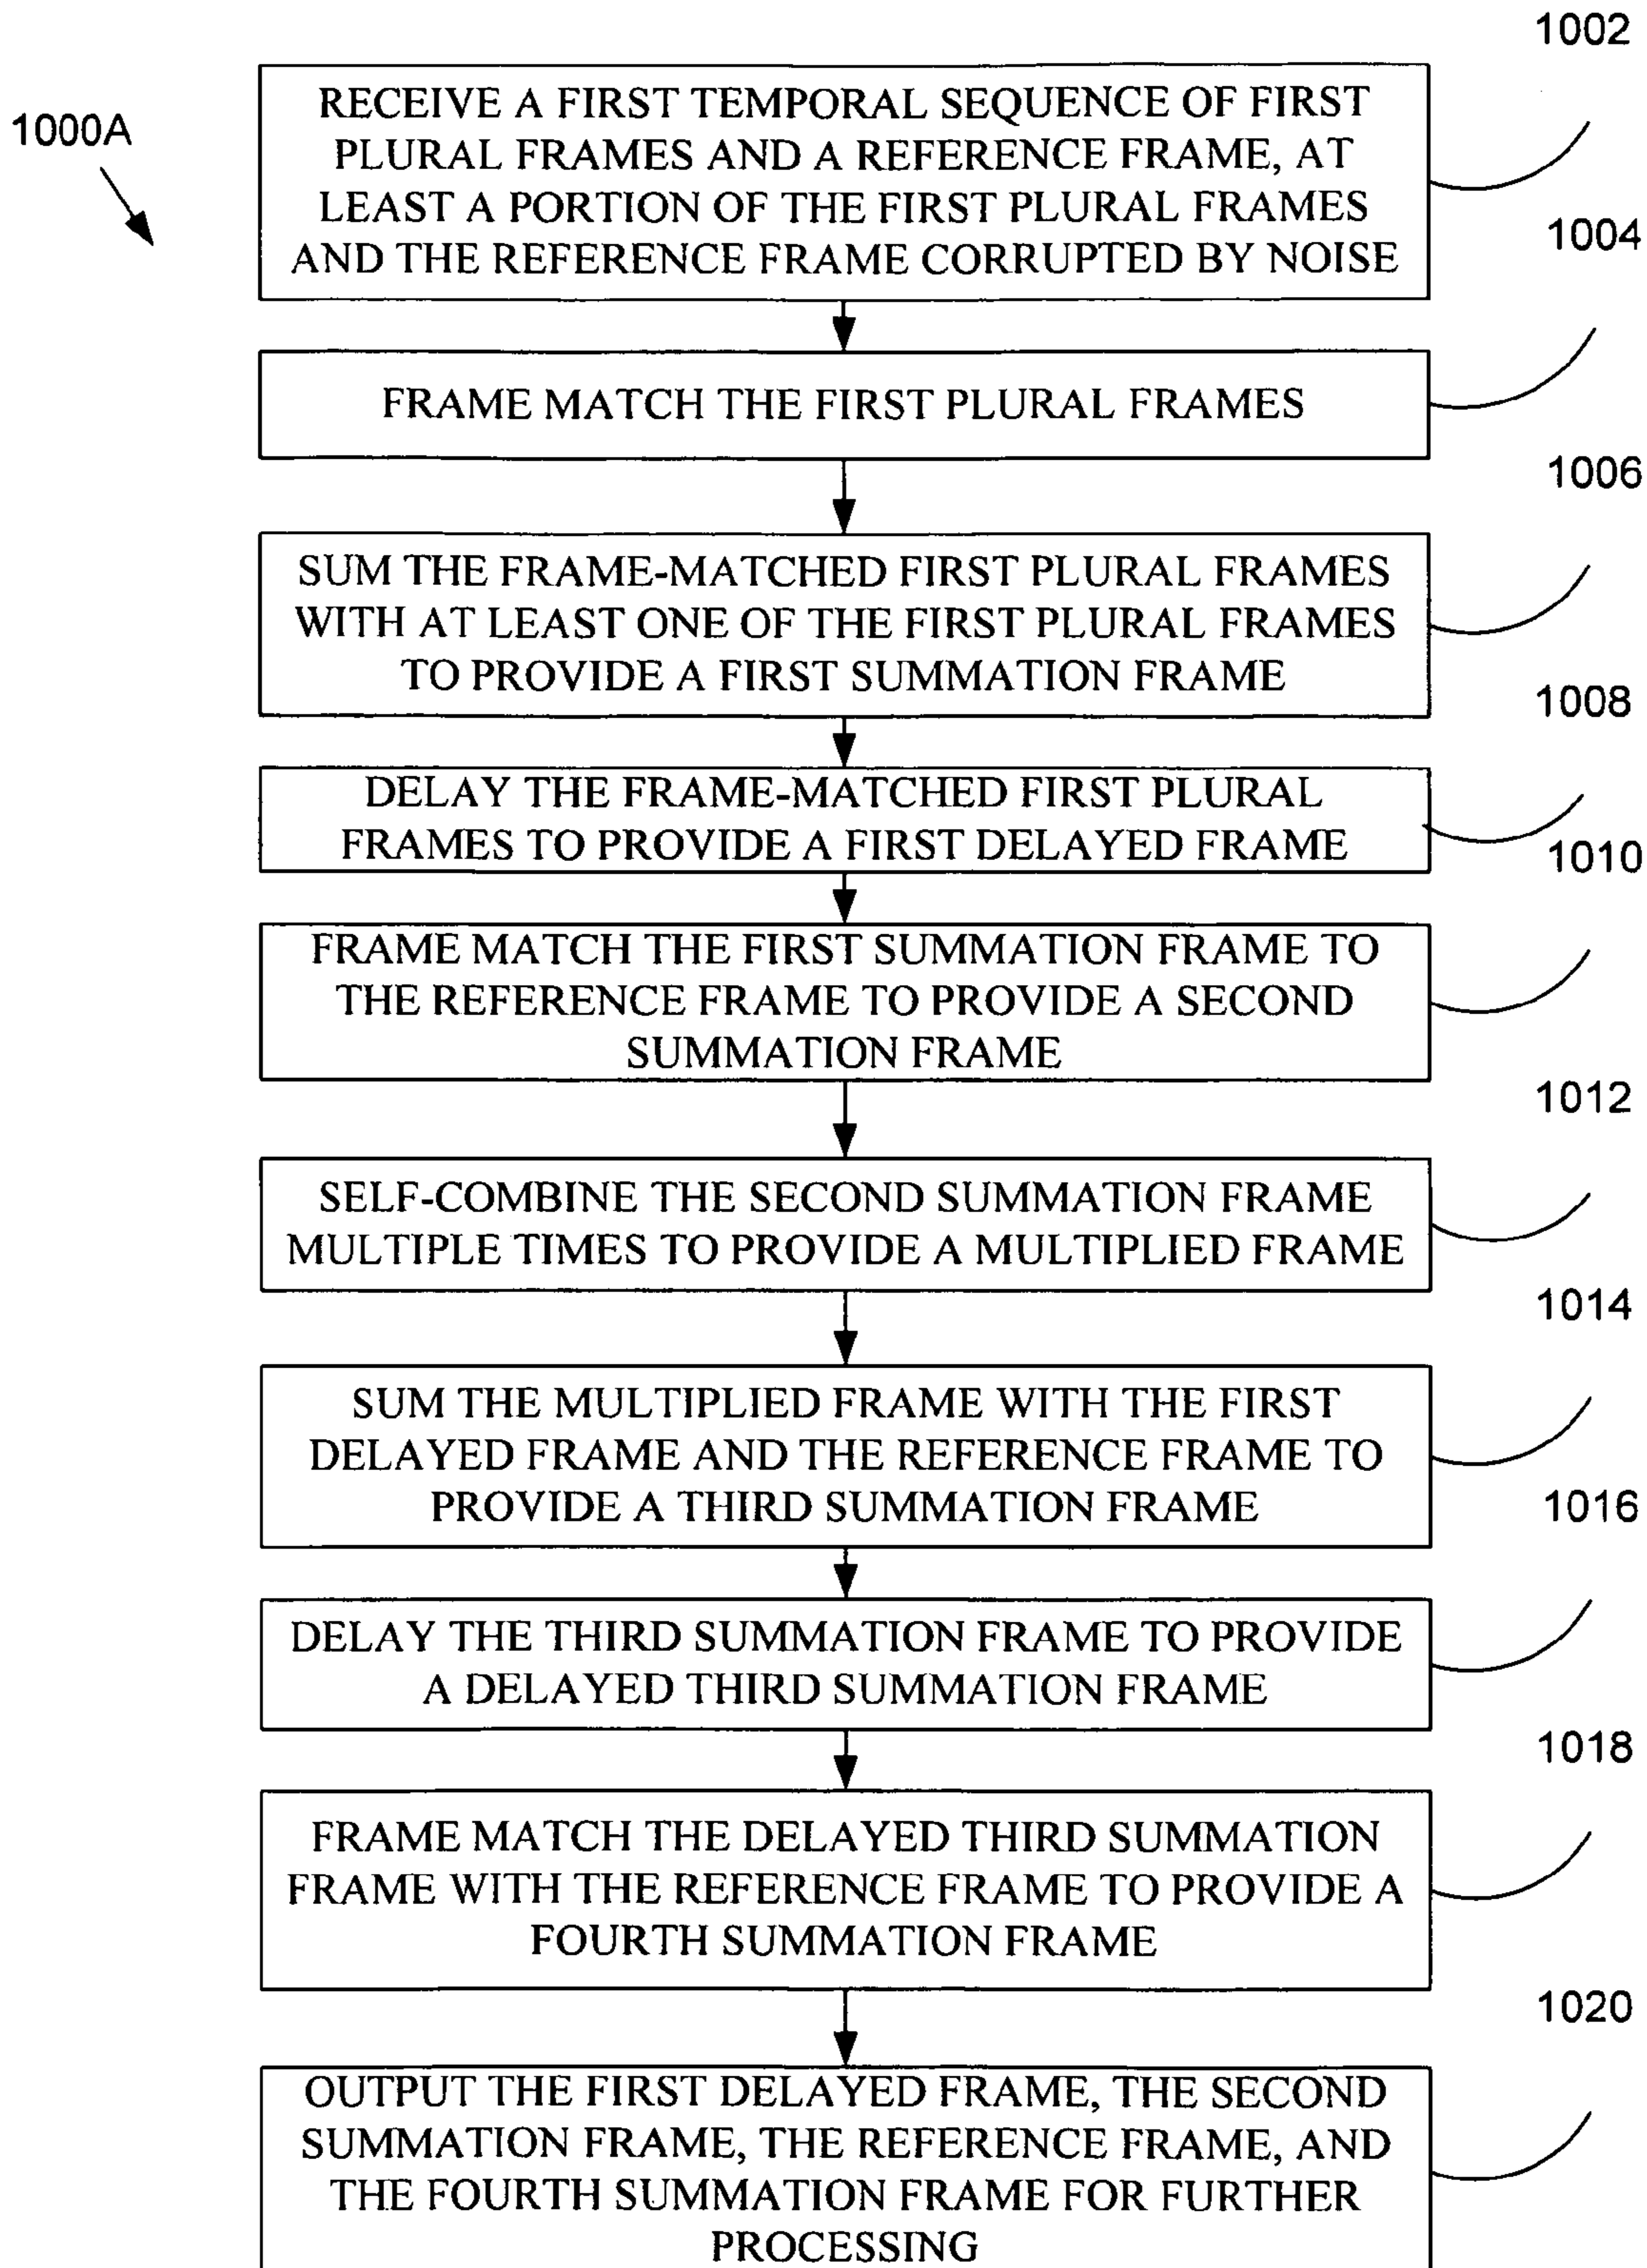 1002
1000A
RECEIVE A FIRST TEMPORAL SEQUENCE OF FIRST
PLURAL FRAMES AND A REFERENCE FRAME, AT
LEAST A PORTION OF THE FIRST PLURAL FRAMES
AND THE REFERENCE FRAME CORRUPTED BY NOISE
1004
FRAME MATCH THE FIRST PLURAL FRAMES
1006
SUM THE FRAME-MATCHED FIRST PLURAL FRAMES
WITH AT LEAST ONE OF THE FIRST PLURAL FRAMES
TO PROVIDE A FIRST SUMMATION FRAME
1008
DELAY THE FRAME-MATCHED FIRST PLURAL
FRAMES TO PROVIDE A FIRST DELAYED FRAME
1010
FRAME MATCH THE FIRST SUMMATION FRAME TO
THE REFERENCE FRAME TO PROVIDE A SECOND
SUMMATION FRAME
1012
SELF-COMBINE THE SECOND SUMMATION FRAME
MULTIPLE TIMES TO PROVIDE A MULTIPLIED FRAME
1014
SUM THE MULTIPLIED FRAME WITH THE FIRST
DELAYED FRAME AND THE REFERENCE FRAME TO
PROVIDE A THIRD SUMMATION FRAME
1016
DELAY THE THIRD SUMMATION FRAME TO PROVIDE
A DELAYED THIRD SUMMATION FRAME
1018
FRAME MATCH THE DELAYED THIRD SUMMATION
FRAME WITH THE REFERENCE FRAME TO PROVIDE A
FOURTH SUMMATION FRAME
1020
OUTPUT THE FIRST DELAYED FRAME, THE SECOND
SUMMATION FRAME, THE REFERENCE FRAME, AND
THE FOURTH SUMMATION FRAME FOR FURTHER
PROCESSING